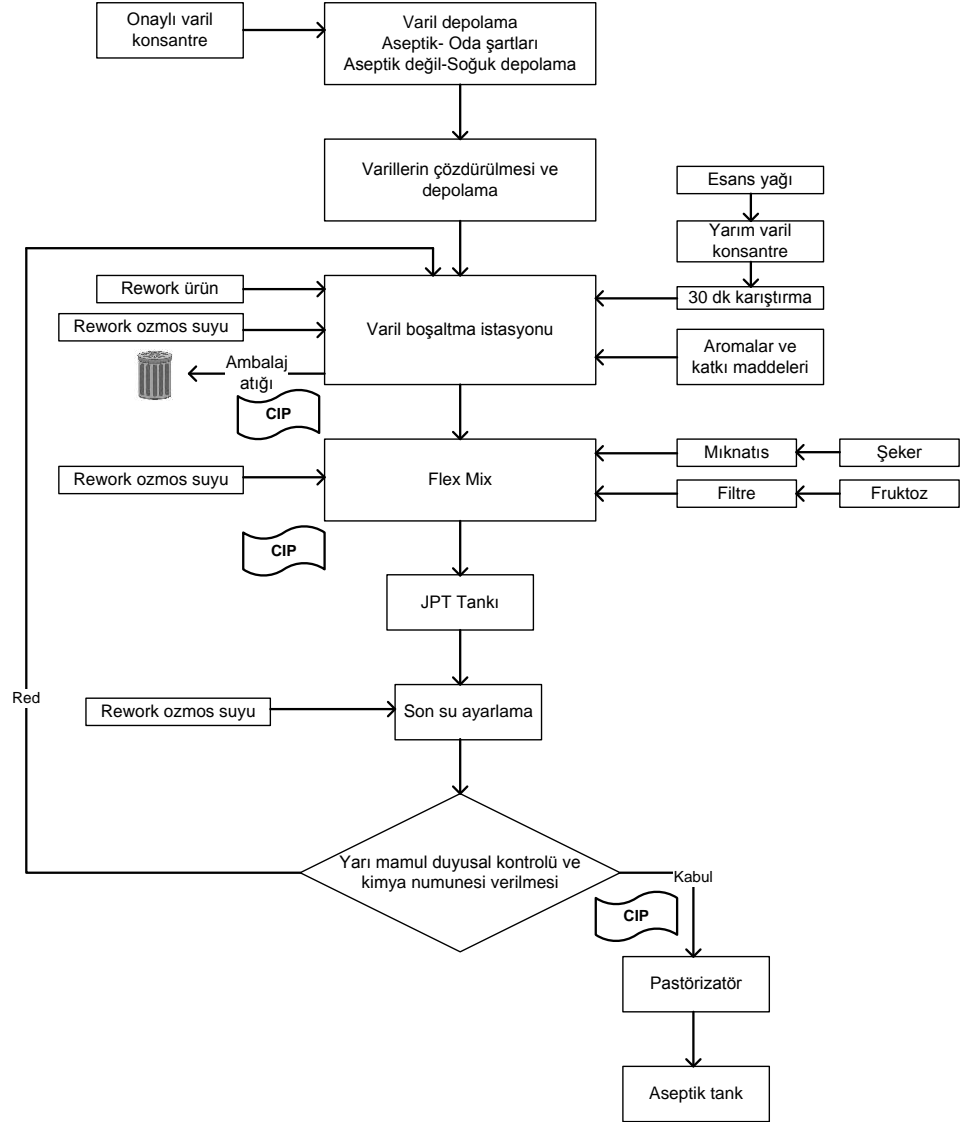 Onaylı varil
konsantre
Varil depolama
Aseptik- Oda şartları
Aseptik değil-Soğuk depolama
Varillerin çözdürülmesi ve
depolama
Esans yağı
Yarım varil
konsantre
30 dk karıştırma
Rework ürün
Rework ozmos suyu
Varil boşaltma istasyonu
Aromalar ve
katkı maddeleri
Ambalaj
atığı
CIP
Rework ozmos suyu
Flex Mix
Mıknatıs
Şeker
Filtre
Fruktoz
CIP
JPT Tankı
Red
Rework ozmos suyu
Son su ayarlama
Yarı mamul duyusal kontrolü ve
kimya numunesi verilmesi
Kabul
CIP
Pastörizatör
Aseptik tank